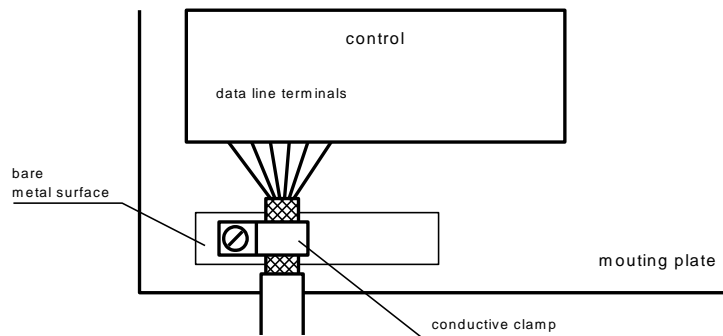 control
data line terminals
bare
metal surface
mouting plate
conductive clamp